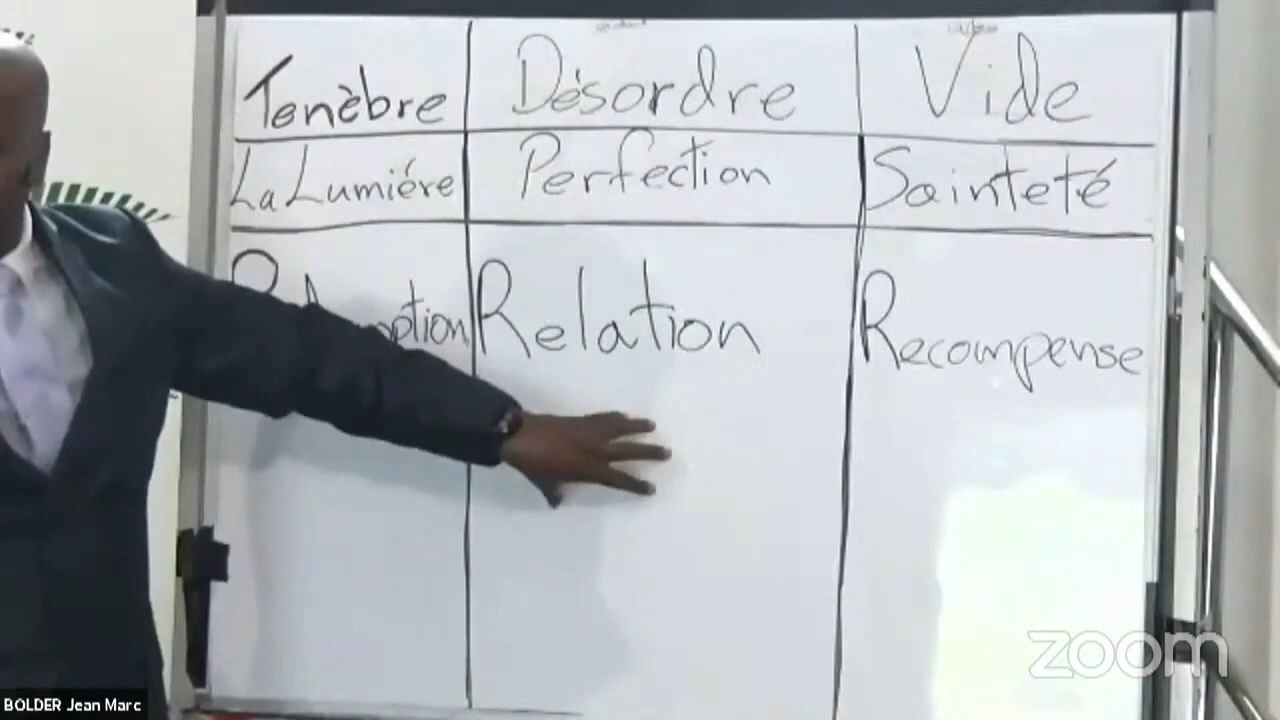 Tenèbre Désordre Vide
La Lumiére Perfection Sainteté
Relation Recompense
zoom
BOLDER Jean Marc